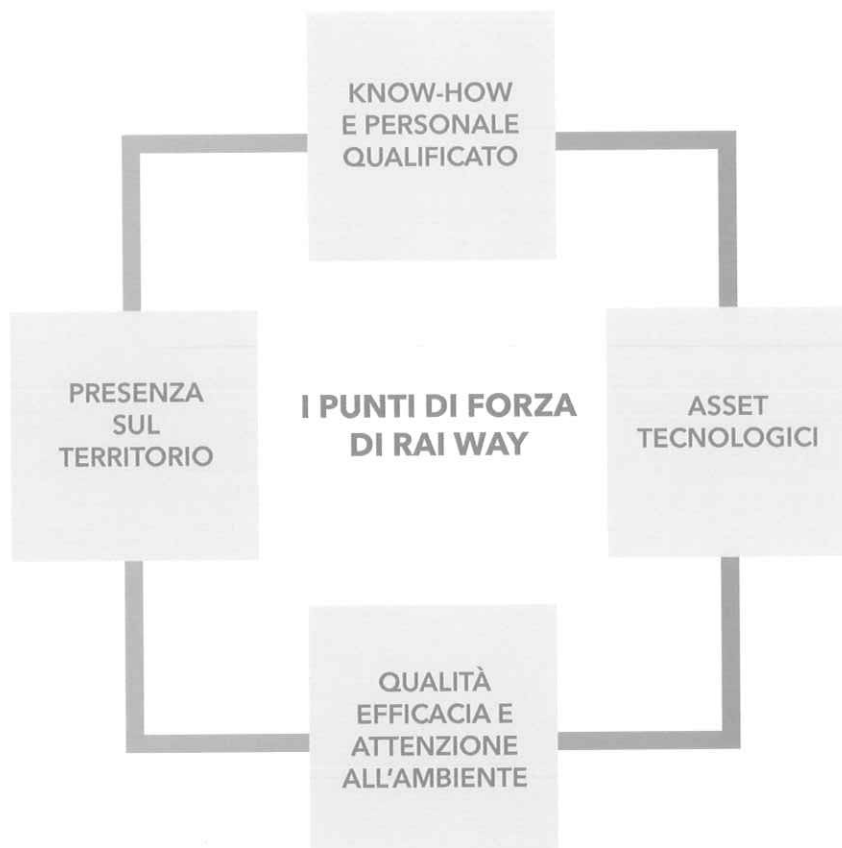 KNOW-HOW
E PERSONALE
QUALIFICATO
PRESENZA
SUL
TERRITORIO
I PUNTI DI FORZA
DI RAI WAY
ASSET
TECNOLOGICI
QUALITÀ
EFFICACIA E
ATTENZIONE
ALL'AMBIENTE